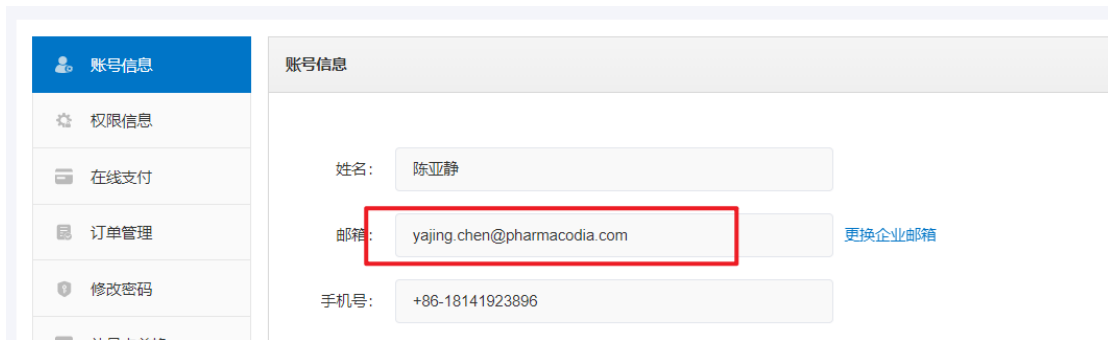 账号信息
权限信息
在线支付
订单管理
修改密码
账号信息
姓名：
陈亚静
邮箱：
yajing.chen@pharmacodia.com
更换企业邮箱
手机号：
+86-18141923896